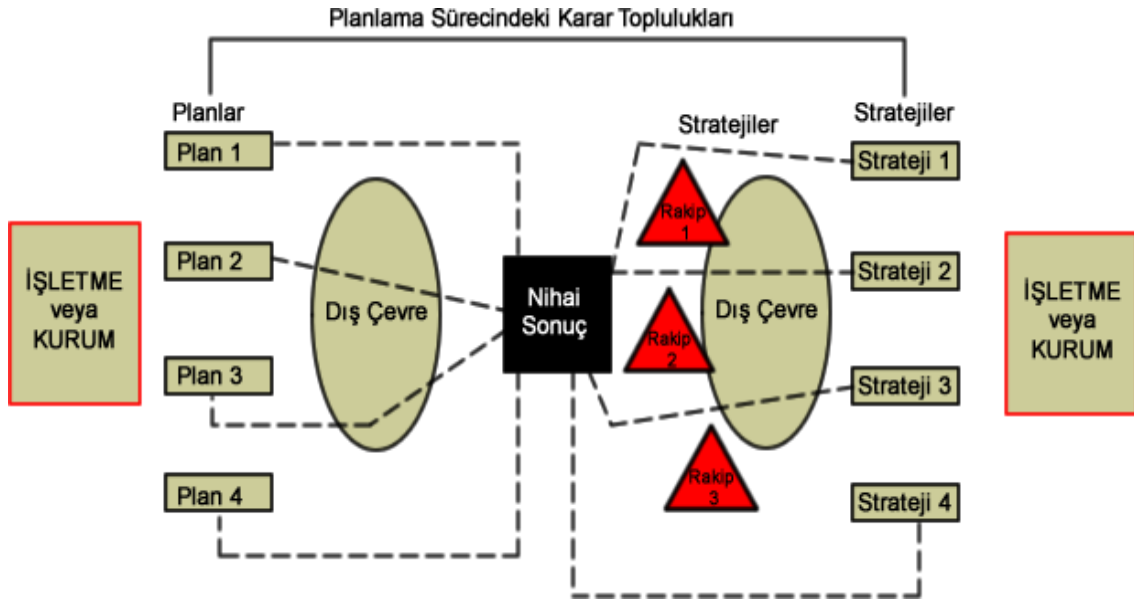 Planlama Sürecindeki Karar Toplulukları
Planlar
Stratejiler
Stratejiler
Plan 1
Plan 2
Plan 3
Plan 4
İŞLETME
veya
KURUM
Dış Çevre
Nihai
Sonuç
Rakip
1
Rakip
2
Rakip
3
Dış Çevre
Strateji 1
Strateji 2
Strateji 3
Strateji 4
İŞLETME
veya
KURUM